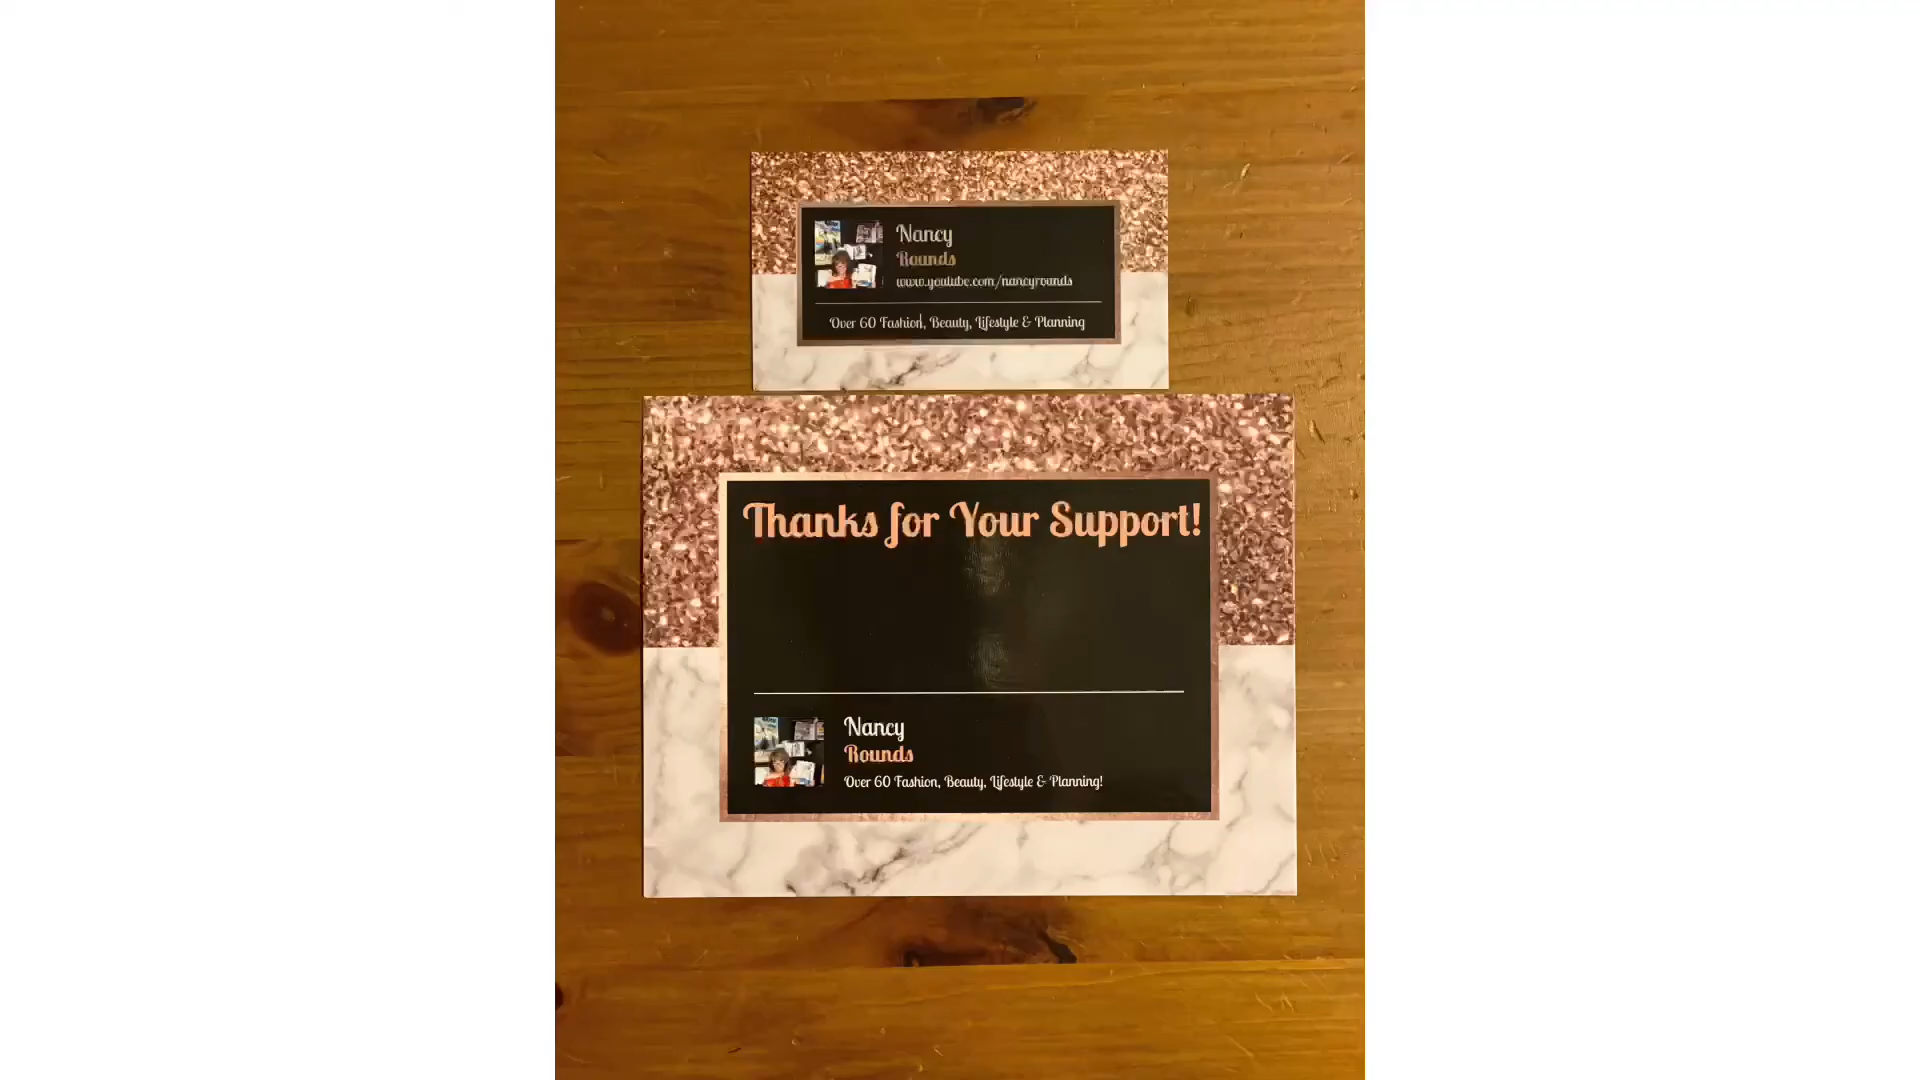 Nancy
Rounds
www.youtube.com/nancyrounds
Over 60 Fashion, Beauty, Lifestyle & Planning
Thanks for Your Support!
Nancy
Rounds
Over 60 Fashion, Beauty, Lifestyle & Planning!